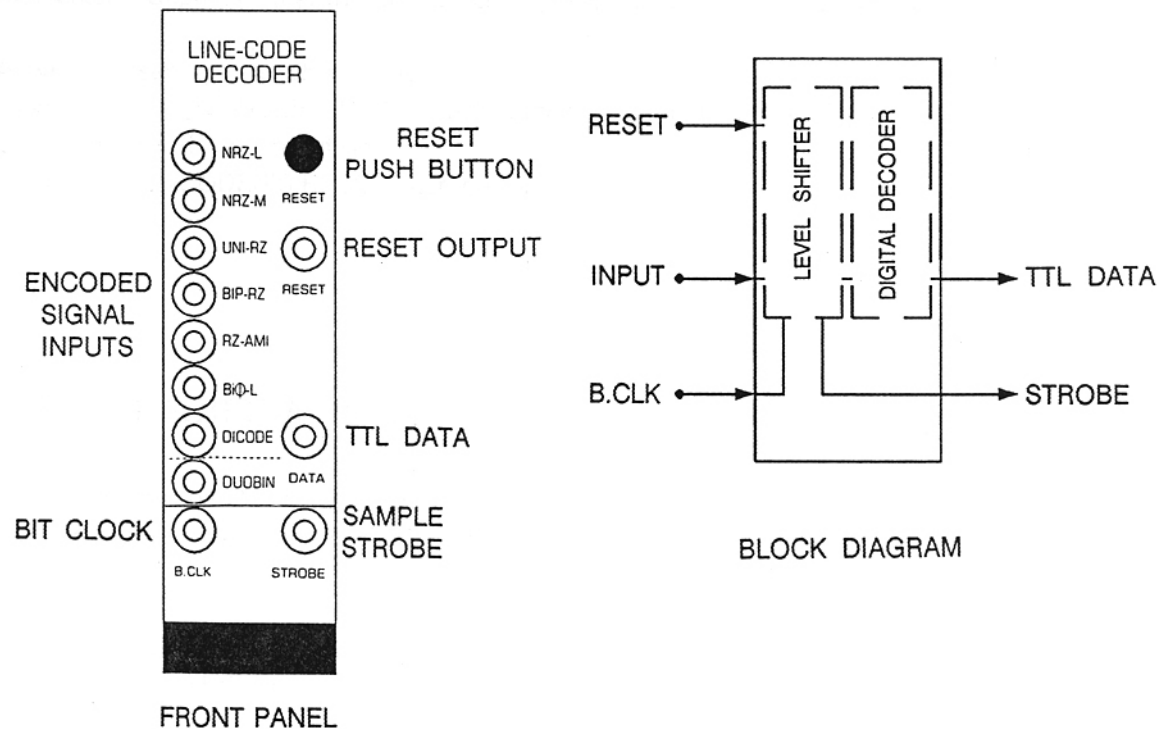 LINE-CODE
DECODER
NRZ-L
NRZ-M
UNI-RZ
BIP-RZ
RZ-AMI
BiΦ-L
DICODE
DUOBIN
B.CLK
RESET
RESET
DATA
STROBE
ENCODED
SIGNAL
INPUTS
BIT CLOCK
RESET
PUSH BUTTON
RESET OUTPUT
TTL DATA
SAMPLE
STROBE
FRONT PANEL
RESET
INPUT
B.CLK
LEVEL SHIFTER
DIGITAL DECODER
TTL DATA
STROBE
BLOCK DIAGRAM